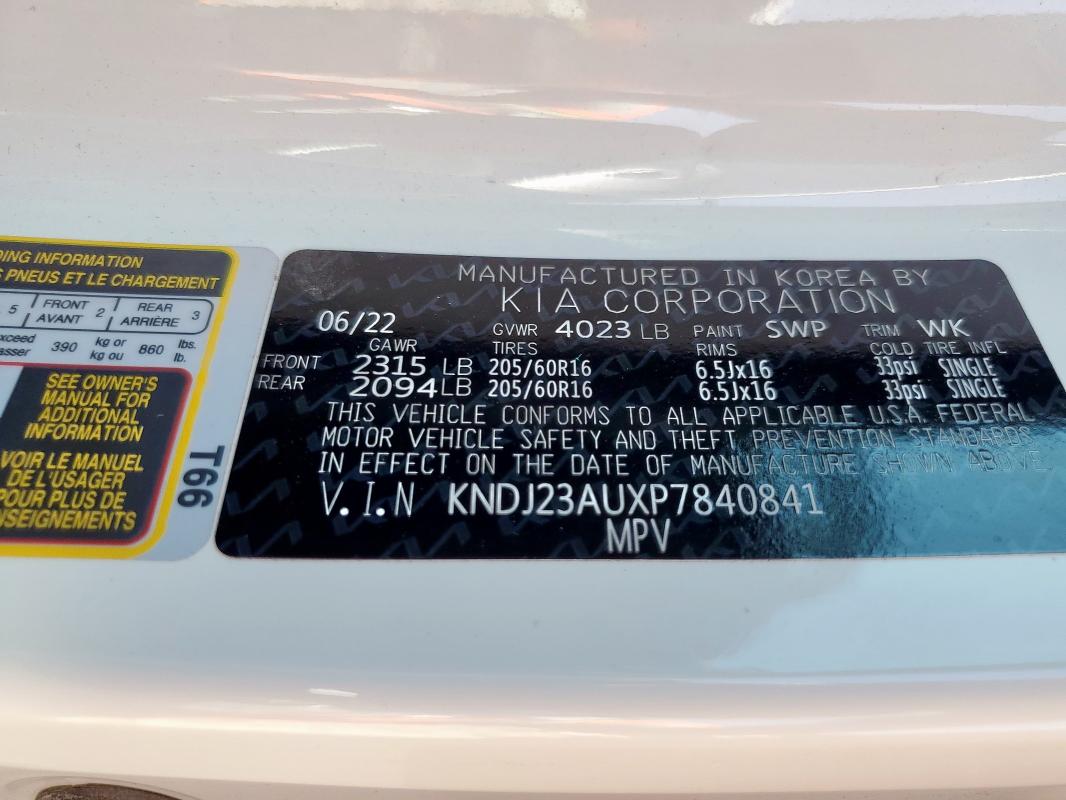 DING INFORMATION
S PNEUS ET LE CHARGEMENT
5 FRONT AVANT 2 REAR ARRIÈRE 3
xceed asser 390 kg or kg ou 860 lbs. lb.
SEE OWNER'S
MANUAL FOR
ADDITIONAL
INFORMATION
VOIR LE MANUEL
DE L'USAGER
POUR PLUS DE
NSEIGNEMENTS
T66
MANUFACTURED IN KOREA BY
KIA CORPORATION
06/22 GVWR 4023 LB PAINT SWP TRIM WK
GAWR TIRES RIMS COLD TIRE INFL
FRONT 2315 LB 205/60R16 6.5Jx16 33psi SINGLE
REAR 2094 LB 205/60R16 6.5Jx16 33psi SINGLE
THIS VEHICLE CONFORMS TO ALL APPLICABLE U.S.A. FEDERAL
MOTOR VEHICLE SAFETY AND THEFT PREVENTION STANDARDS
IN EFFECT ON THE DATE OF MANUFACTURE SHOWN ABOVE.
V.I.N KNDJ23AUXP7840841
MPV